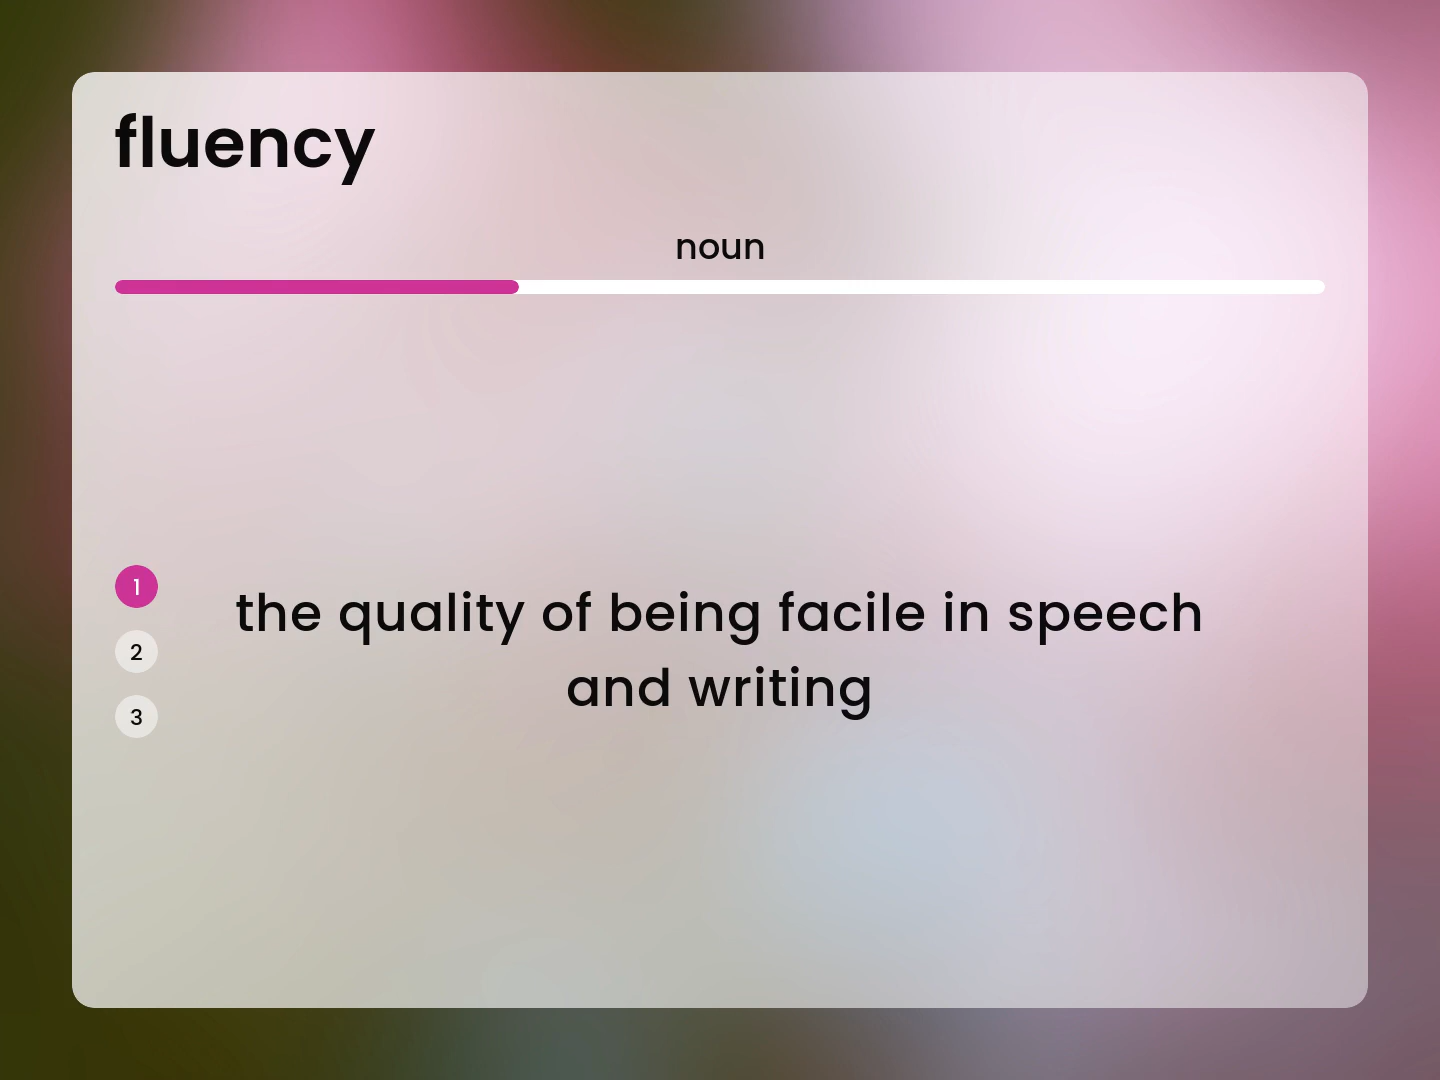 fluency
noun
1
2
3
the quality of being facile in speech
and writing